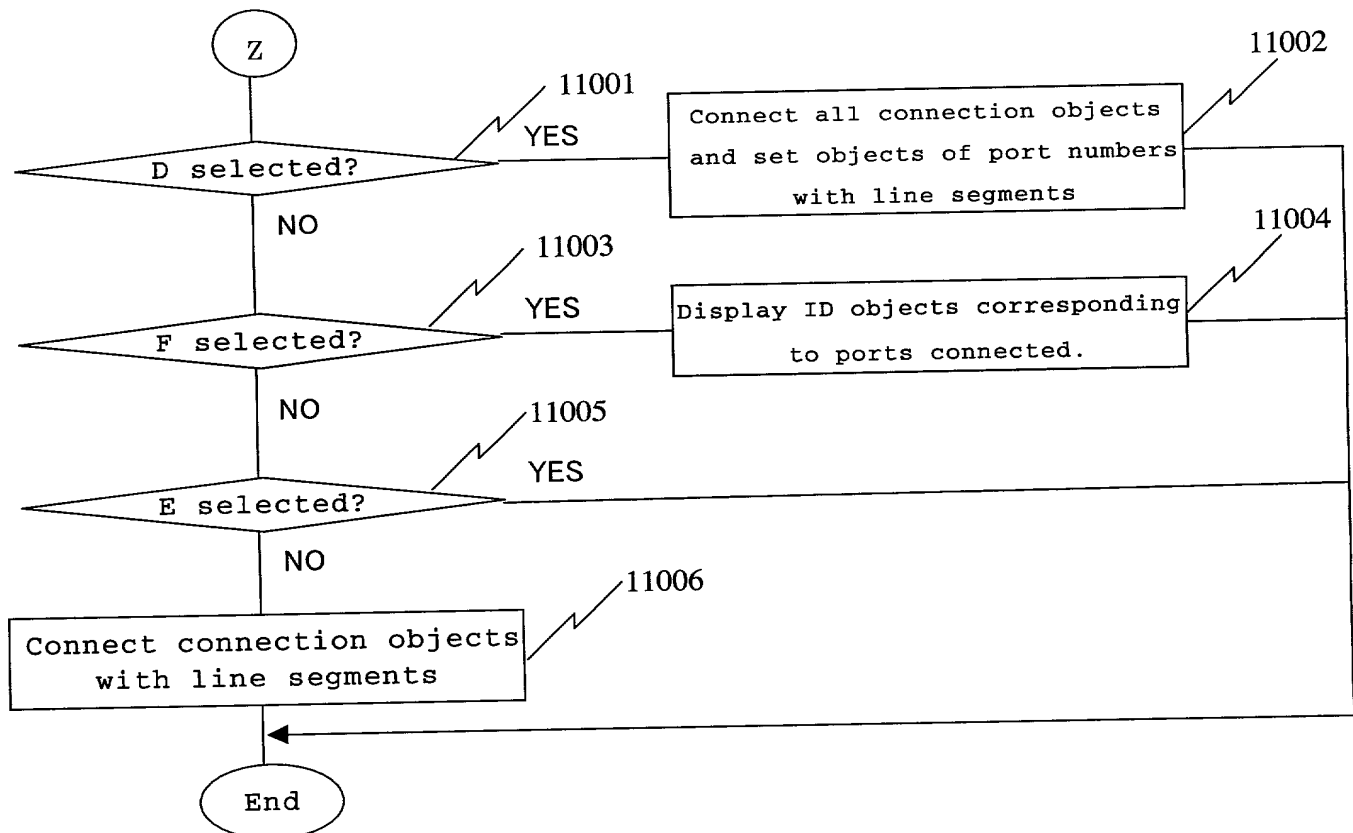 Z
11001
11002
D selected?
YES
Connect all connection objects
and set objects of port numbers
with line segments
NO
11003
11004
F selected?
YES
Display ID objects corresponding
to ports connected.
NO
11005
E selected?
YES
NO
11006
Connect connection objects
with line segments
End